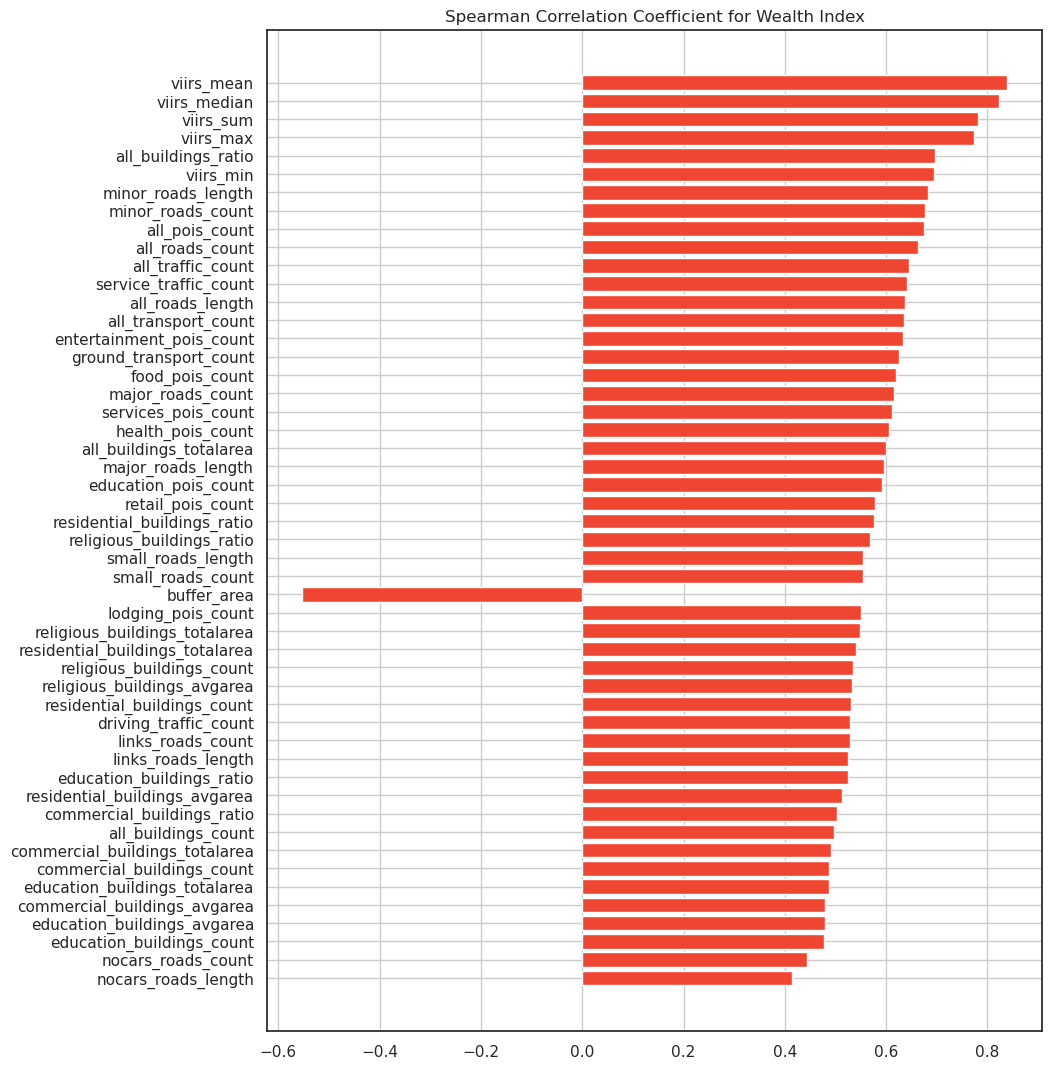 Spearman Correlation Coefficient for Wealth Index
viirs_mean
viirs_median
viirs_sum
viirs_max
all_buildings_ratio
viirs_min
minor_roads_length
minor_roads_count
all_pois_count
all_roads_count
all_traffic_count
service_traffic_count
all_roads_length
all_transport_count
entertainment_pois_count
ground_transport_count
food_pois_count
major_roads_count
services_pois_count
health_pois_count
all_buildings_totalarea
major_roads_length
education_pois_count
retail_pois_count
residential_buildings_ratio
religious_buildings_ratio
small_roads_length
small_roads_count
buffer_area
lodging_pois_count
religious_buildings_totalarea
residential_buildings_totalarea
religious_buildings_count
religious_buildings_avgarea
residential_buildings_count
driving_traffic_count
links_roads_count
links_roads_length
education_buildings_ratio
residential_buildings_avgarea
commercial_buildings_ratio
all_buildings_count
commercial_buildings_totalarea
commercial_buildings_count
education_buildings_totalarea
commercial_buildings_avgarea
education_buildings_avgarea
education_buildings_count
nocars_roads_count
nocars_roads_length
−0.6 −0.4 −0.2 0.0 0.2 0.4 0.6 0.8